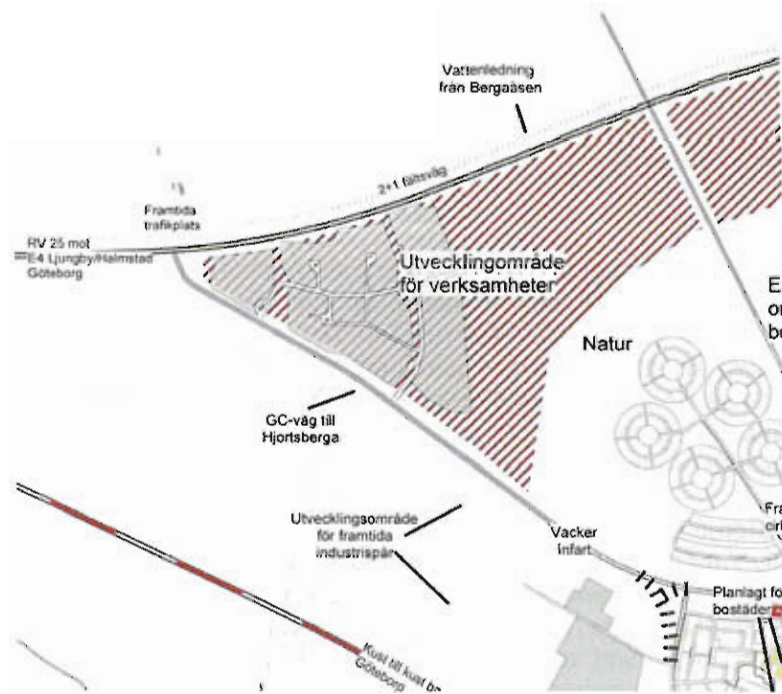 Vattenledning
från Bergaåsen
2+1 fältsväg
Framtida
trafikplats
RV 25 mot
E4 Ljungby/Halmstad
Göteborg
Utvecklingområde
för verksamheter
Natur
GC-väg till
Hjortsberga
Utvecklingsområde
för framtida
industrispår
Vacker
Infart
Planlagt fö
bostäder
Kust till kust ba
Göteborg